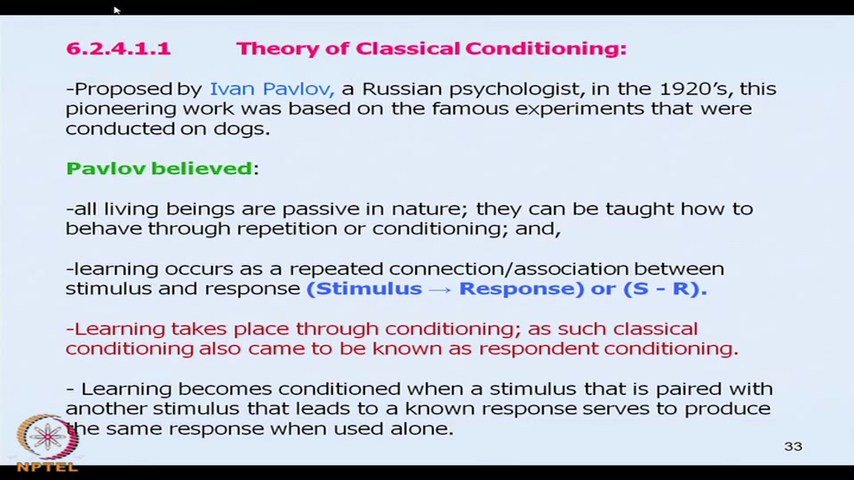 6.2.4.1.1 Theory of Classical Conditioning:
-Proposed by Ivan Pavlov, a Russian psychologist, in the 1920's, this
pioneering work was based on the famous experiments that were
conducted on dogs.
Pavlov believed:
-all living beings are passive in nature; they can be taught how to
behave through repetition or conditioning; and,
-learning occurs as a repeated connection/association between
stimulus and response (Stimulus → Response) or (S - R).
-Learning takes place through conditioning; as such classical
conditioning also came to be known as respondent conditioning.
- Learning becomes conditioned when a stimulus that is paired with
another stimulus that leads to a known response serves to produce
the same response when used alone.
33
NPTEL